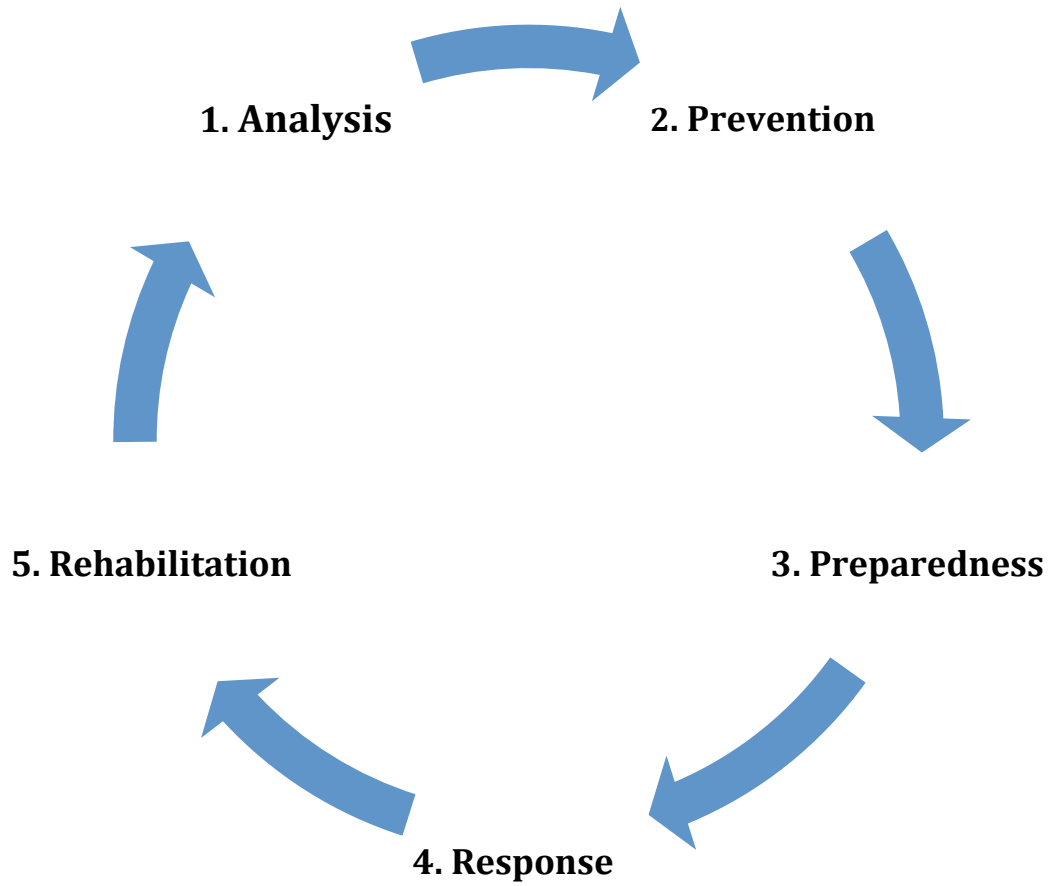 1. Analysis
2. Prevention
3. Preparedness
4. Response
5. Rehabilitation